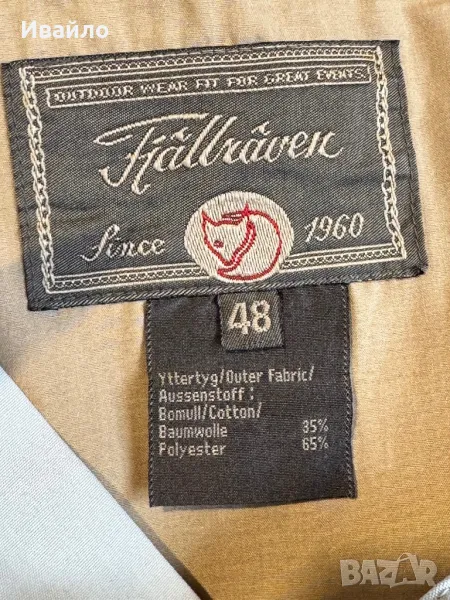 Ивайло
OUTDOOR WEAR FIT FOR GREAT EVENTS
Fjällräven
Since 1960
48
Yttertyg/Outer Fabric/
Aussenstoff:
Bomull/Cotton/
Baumwolle 35%
Polyester 65%
BAZAR